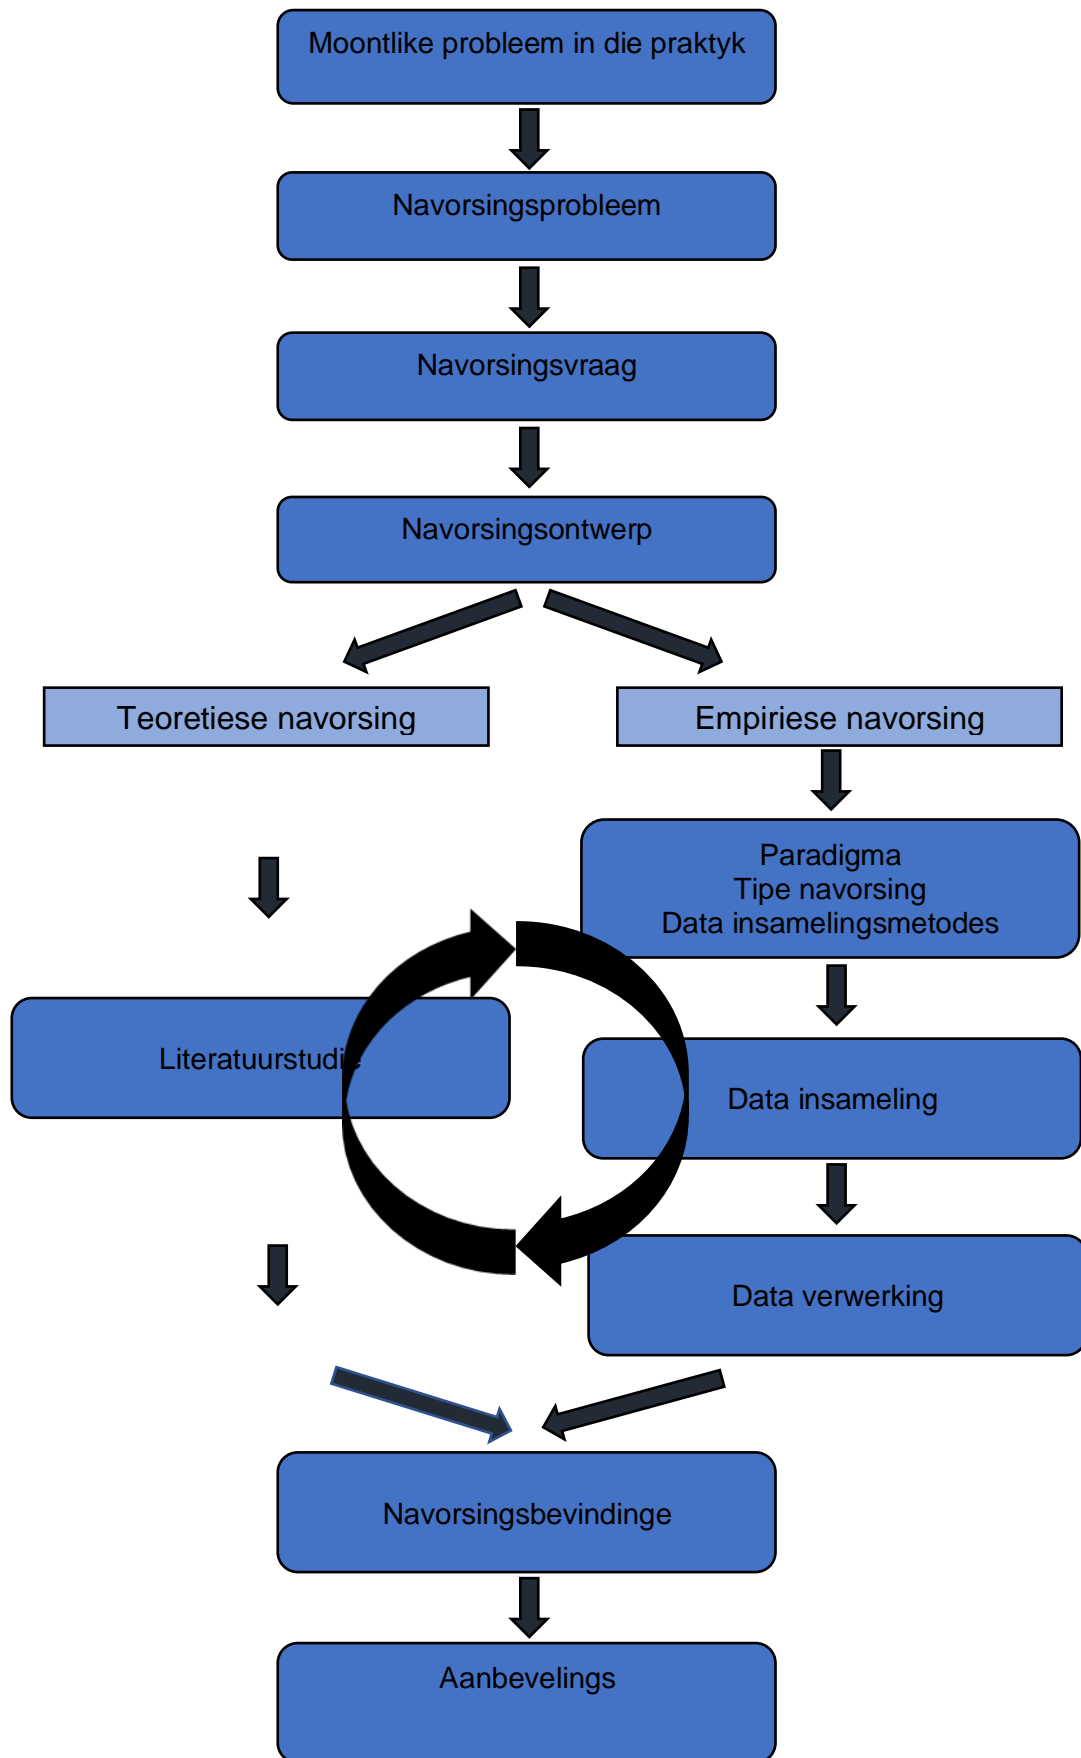 Moontlike probleem in die praktyk
Navorsingsprobleem
Navorsingsvraag
Navorsingsontwerp
Teoretiese navorsing
Empiriese navorsing
Paradigma
Tipe navorsing
Data insamelingsmetodes
Literatuurstudie
Data insameling
Data verwerking
Navorsingsbevindinge
Aanbevelings